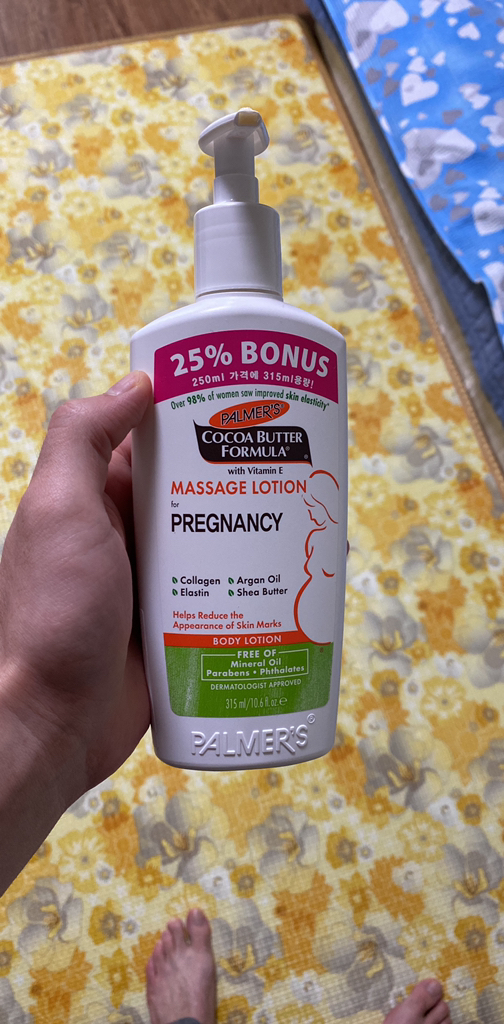 25% BONUS
250ml 가격에 315ml용량!
Over 98% of women saw improved skin elasticity*
PALMER'S®
COCOA BUTTER
FORMULA®
with Vitamin E
MASSAGE LOTION
for
PREGNANCY
Collagen Argan Oil
Elastin Shea Butter
Helps Reduce the
Appearance of Skin Marks
BODY LOTION
FREE OF
Mineral Oil
Parabens • Phthalates
DERMATOLOGIST APPROVED
315 ml/10.6 fl. oz. ℮
PALMER'S®